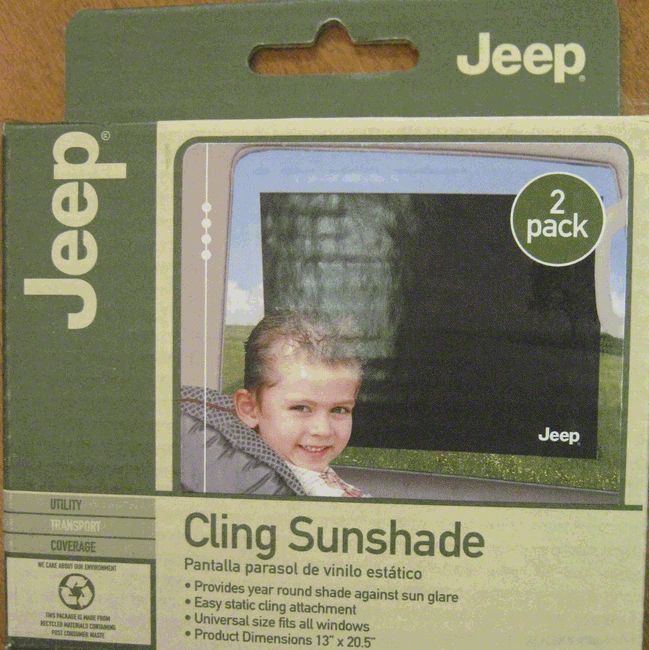 Jeep
Jeep
2
pack
Jeep
UTILITY
TRANSPORT
COVERAGE
WE CARE ABOUT OUR ENVIRONMENT
THIS PACKAGE IS MADE FROM
RECYCLED MATERIALS CONTAINING
POST CONSUMER WASTE
Cling Sunshade
Pantalla parasol de vinilo estático
• Provides year round shade against sun glare
• Easy static cling attachment
• Universal size fits all windows
• Product Dimensions 13" x 20.5"